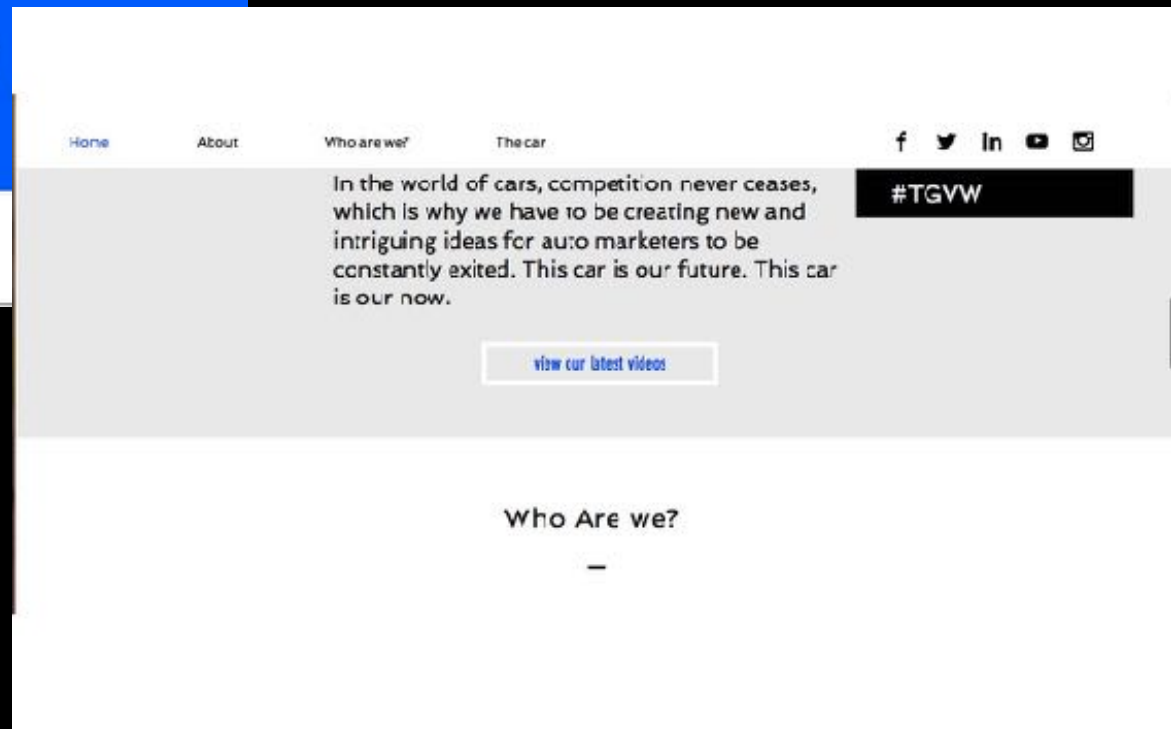 Home About Who are we? The car
In the world of cars, competition never ceases,
which is why we have to be creating new and
intriguing ideas for auto marketers to be
constantly exited. This car is our future. This car
is our now.
#TGVW
view our latest videos
Who Are we?